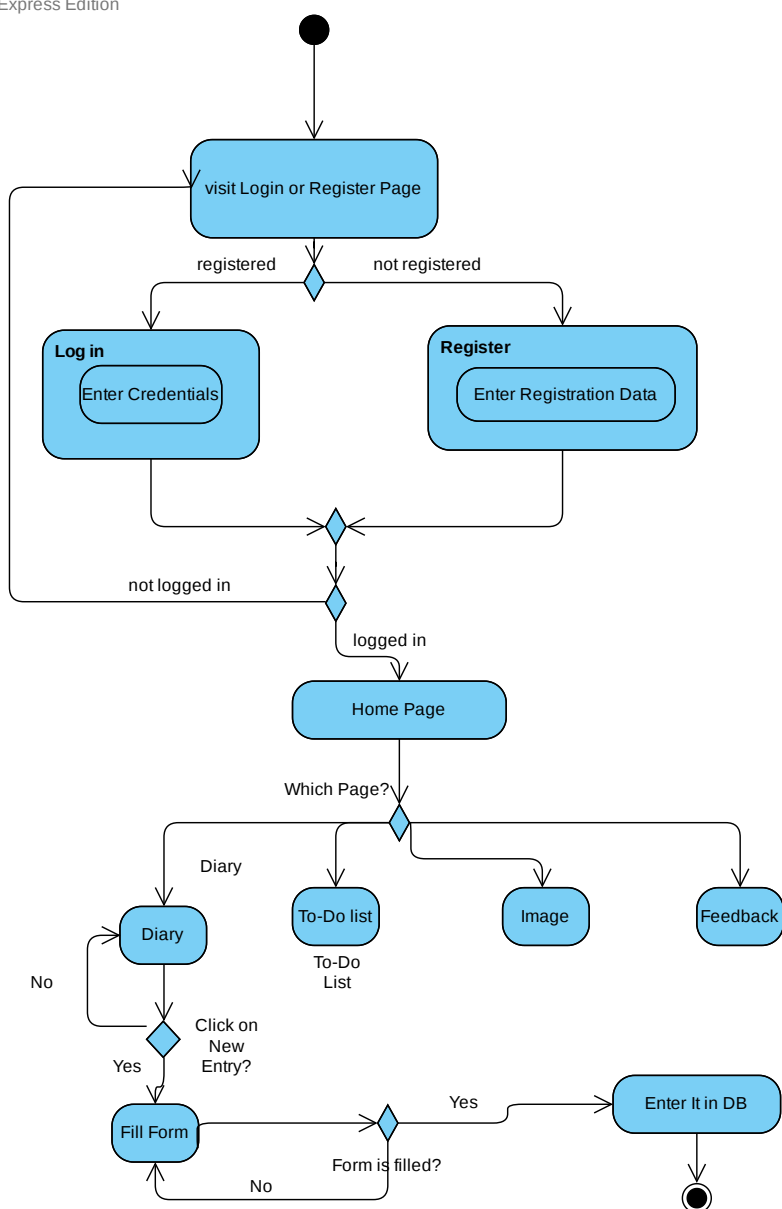 Express Edition
visit Login or Register Page
registered
not registered
Log in
Register
Enter Credentials
Enter Registration Data
not logged in
logged in
Home Page
Which Page?
Diary
To-Do list
Image
Feedback
Diary
To-Do
List
No
Click on
New
Entry?
Yes
Yes
Enter It in DB
Fill Form
Form is filled?
No